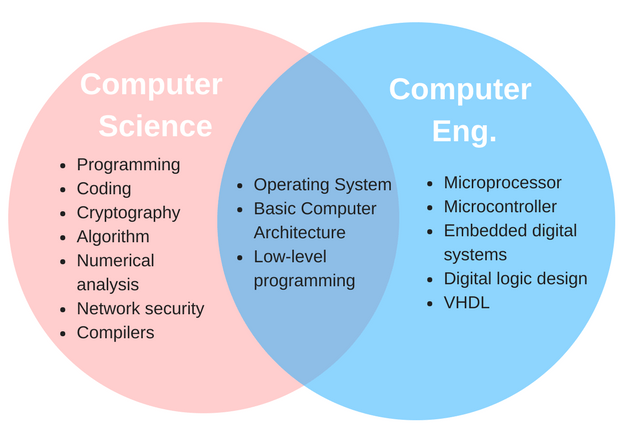 Computer
Science
• Programming
• Coding
• Cryptography
• Algorithm
• Numerical
analysis
• Network security
• Compilers
• Operating System
• Basic Computer
Architecture
• Low-level
programming
Computer
Eng.
• Microprocessor
• Microcontroller
• Embedded digital
systems
• Digital logic design
• VHDL